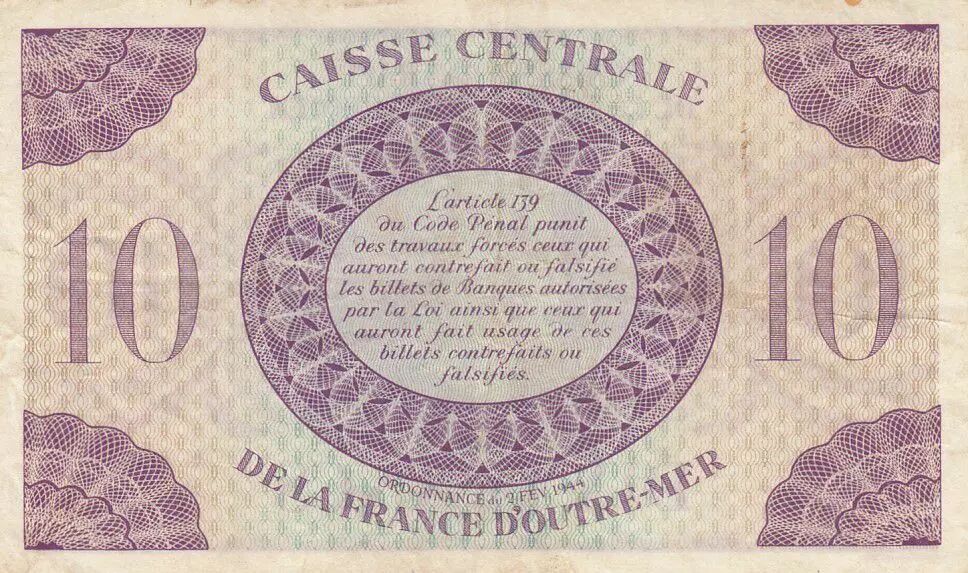 CAISSE CENTRALE
10
L'article 139
du Code Pénal punit
des travaux forcés ceux qui
auront contrefait ou falsifié
les billets de Banques autorisées
par la Loi ainsi que ceux qui
auront fait usage de ces
billets contrefaits ou
falsifiés.
10
ORDONNANCE du 2 FEV. 1944
DE LA FRANCE D'OUTRE-MER